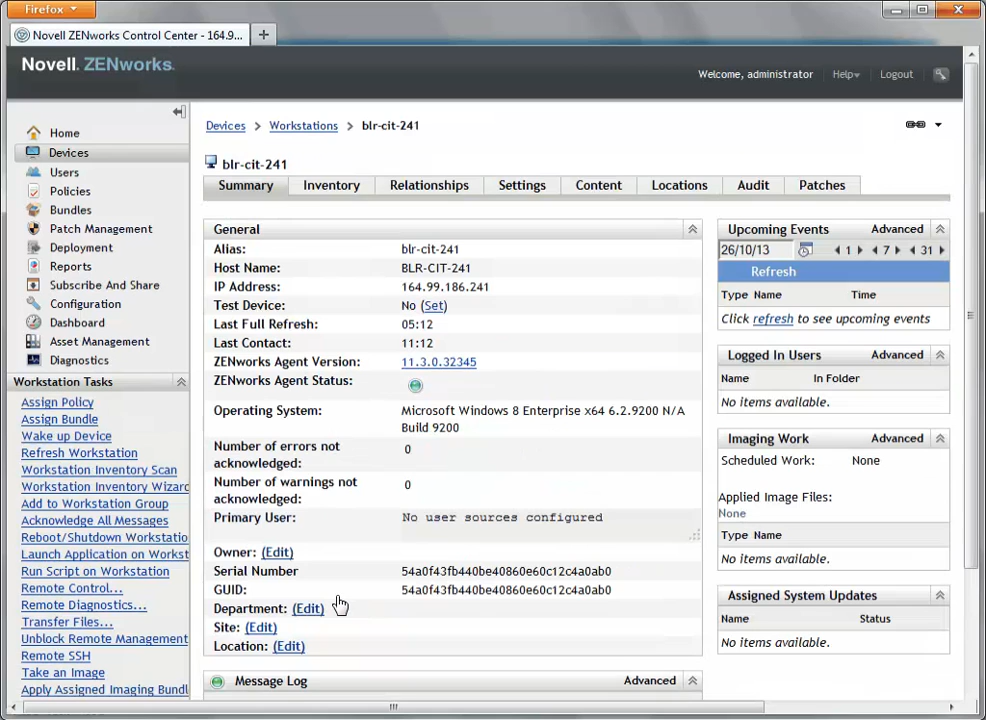 Firefox
Novell ZENworks Control Center - 164.9...
Novell. ZENworks.
Welcome, administrator
Help
Logout
Devices > Workstations > blr-cit-241
Home
Devices
Users
Policies
Bundles
Patch Management
Deployment
Reports
Subscribe And Share
Configuration
Dashboard
Asset Management
Diagnostics
Workstation Tasks
Assign Policy
Assign Bundle
Wake up Device
Refresh Workstation
Workstation Inventory Scan
Workstation Inventory Wizard
Add to Workstation Group
Acknowledge All Messages
Reboot/Shutdown Workstatio
Launch Application on Workst
Run Script on Workstation
Remote Control...
Remote Diagnostics...
Transfer Files...
Unblock Remote Management
Remote SSH
Take an Image
Apply Assigned Imaging Bundl
blr-cit-241
Summary Inventory Relationships Settings Content Locations Audit Patches
General
Alias: blr-cit-241
Host Name: BLR-CIT-241
IP Address: 164.99.186.241
Test Device: No (Set)
Last Full Refresh: 05:12
Last Contact: 11:12
ZENworks Agent Version: 11.3.0.32345
ZENworks Agent Status:
Operating System: Microsoft Windows 8 Enterprise x64 6.2.9200 N/A
Build 9200
Number of errors not
acknowledged: 0
Number of warnings not
acknowledged: 0
Primary User: No user sources configured
Owner: (Edit)
Serial Number 54a0f43fb440be40860e60c12c4a0ab0
GUID: 54a0f43fb440be40860e60c12c4a0ab0
Department: (Edit)
Site: (Edit)
Location: (Edit)
Message Log Advanced
Upcoming Events Advanced
26/10/13 1 7 31
Refresh
Type Name Time
Click refresh to see upcoming events
Logged In Users Advanced
Name In Folder
No items available.
Imaging Work Advanced
Scheduled Work: None
Applied Image Files:
None
Type Name
No items available.
Assigned System Updates
Name Status
No items available.